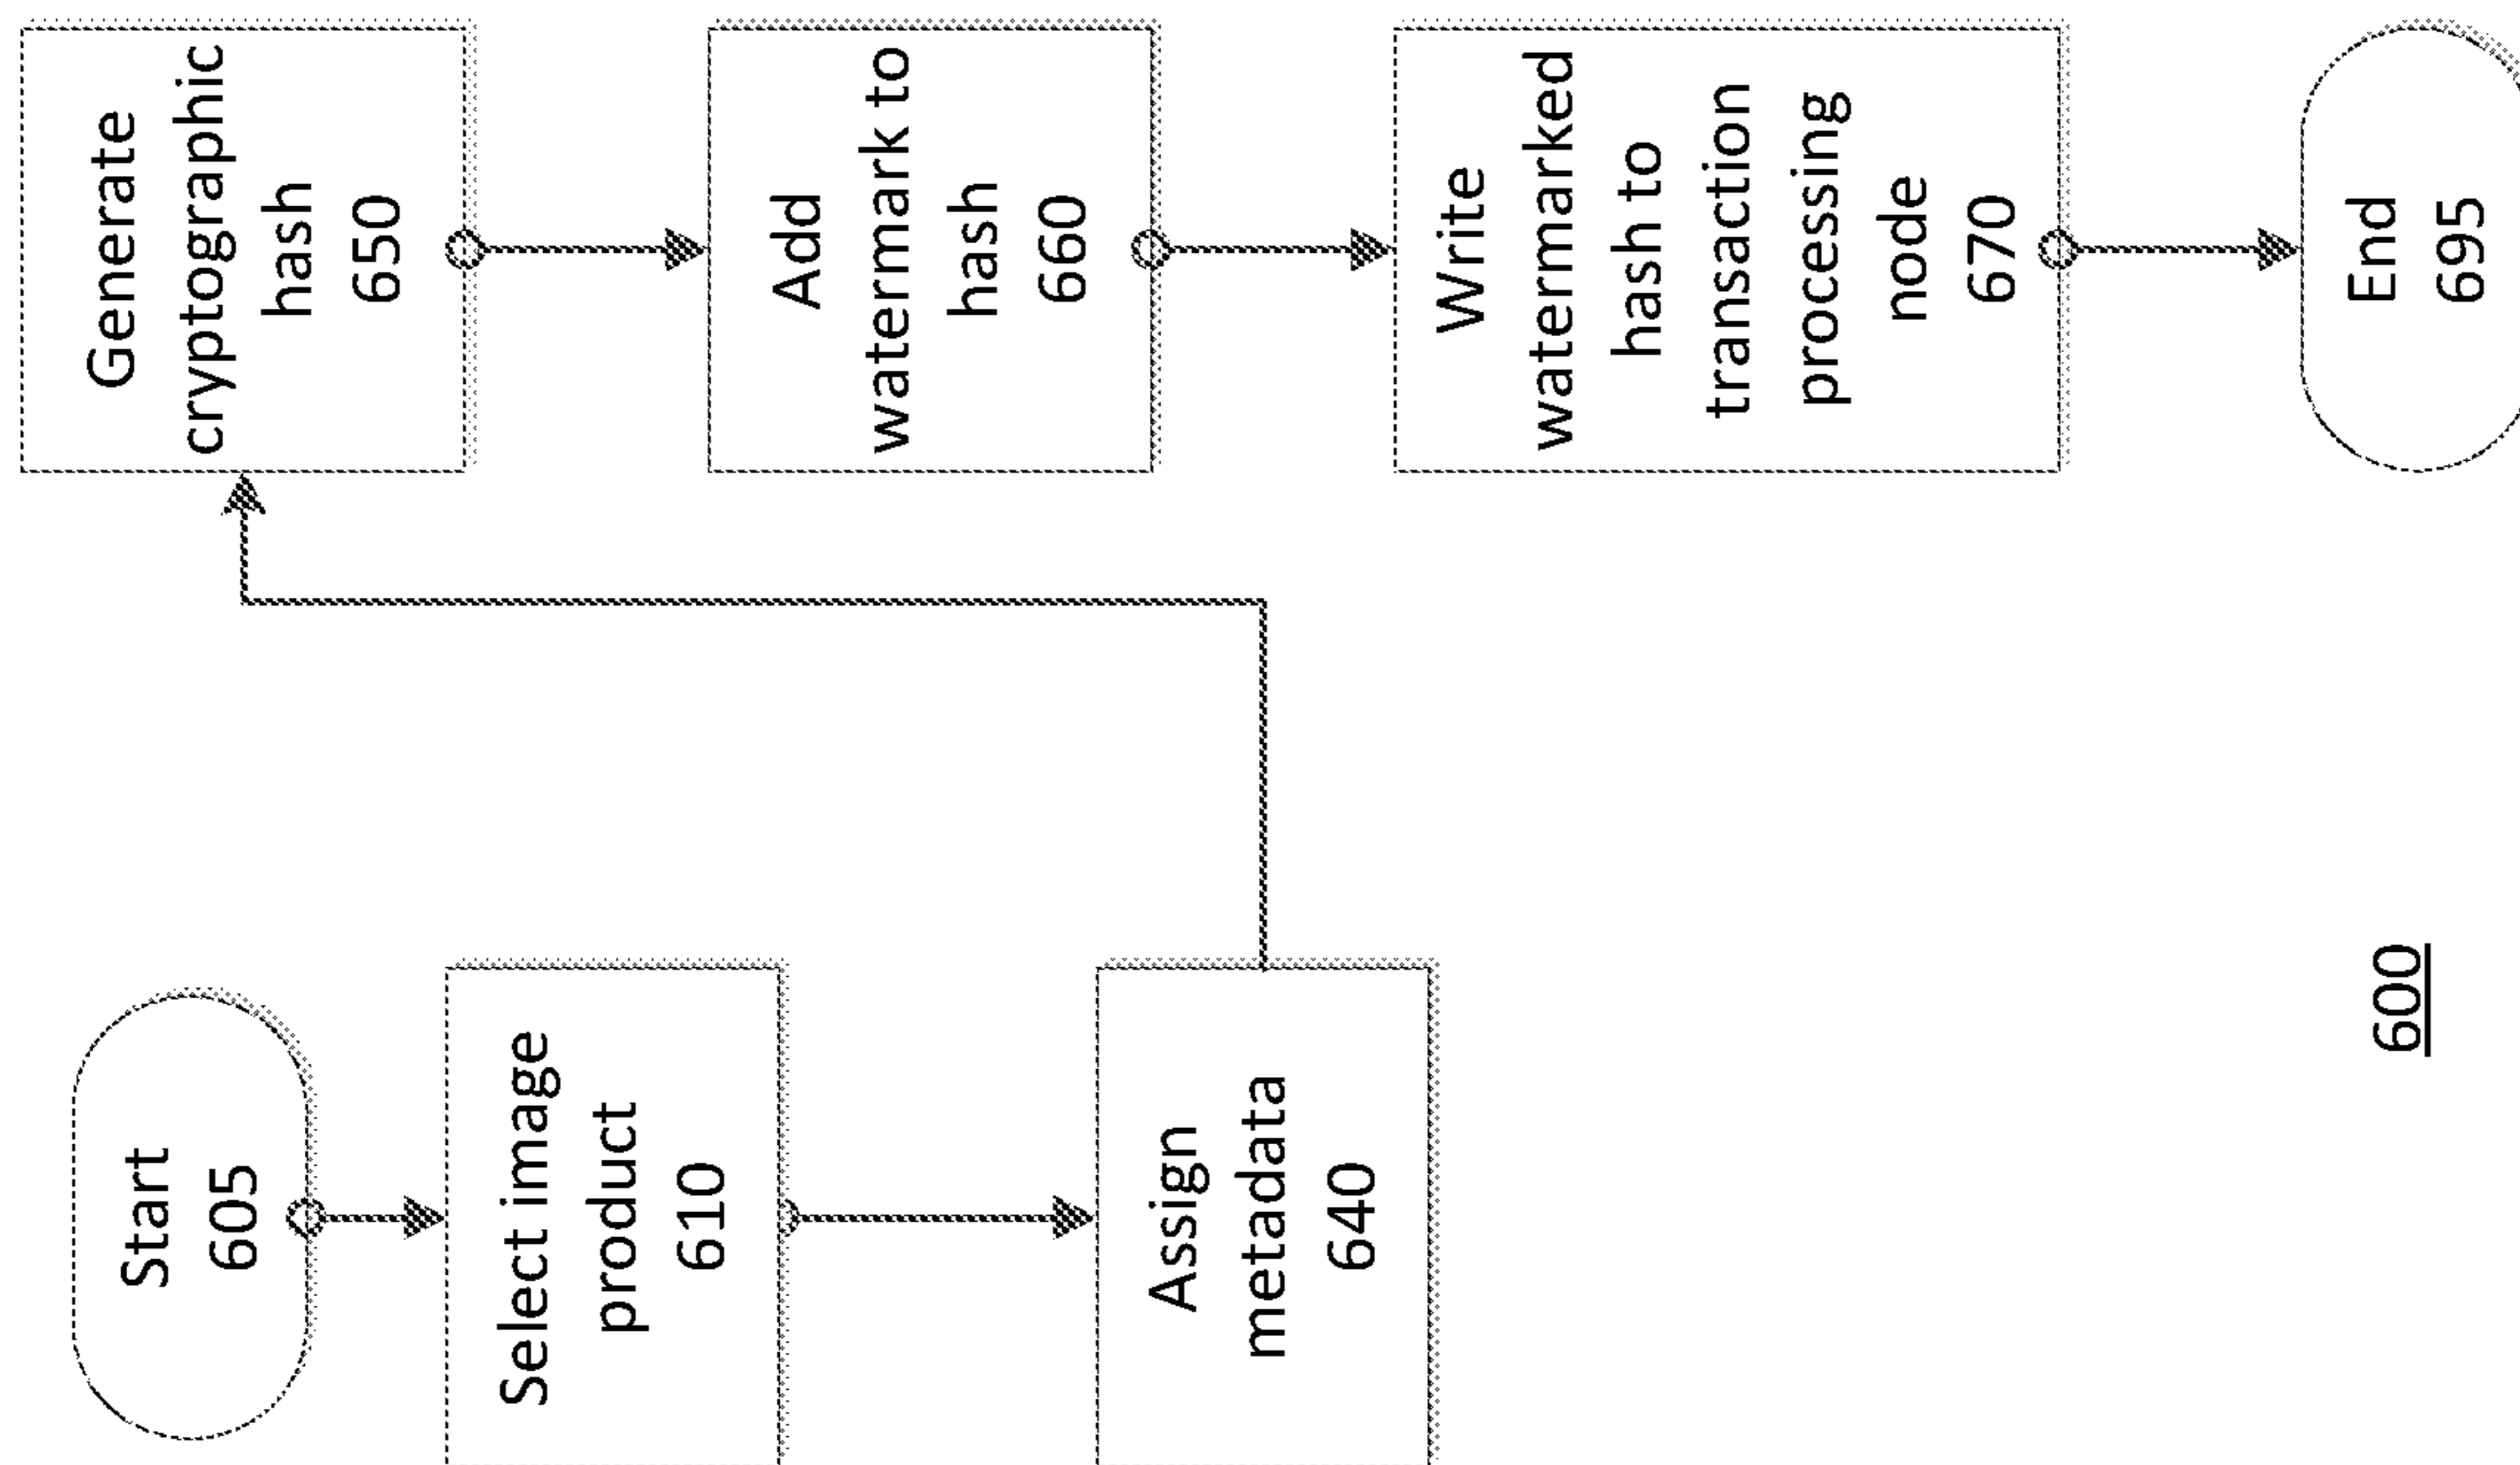 Start
605
Select image
product
610
Assign
metadata
640
Generate
cryptographic
hash
650
Add
watermark to
hash
660
Write
watermarked
hash to
transaction
processing
node
670
End
695
600